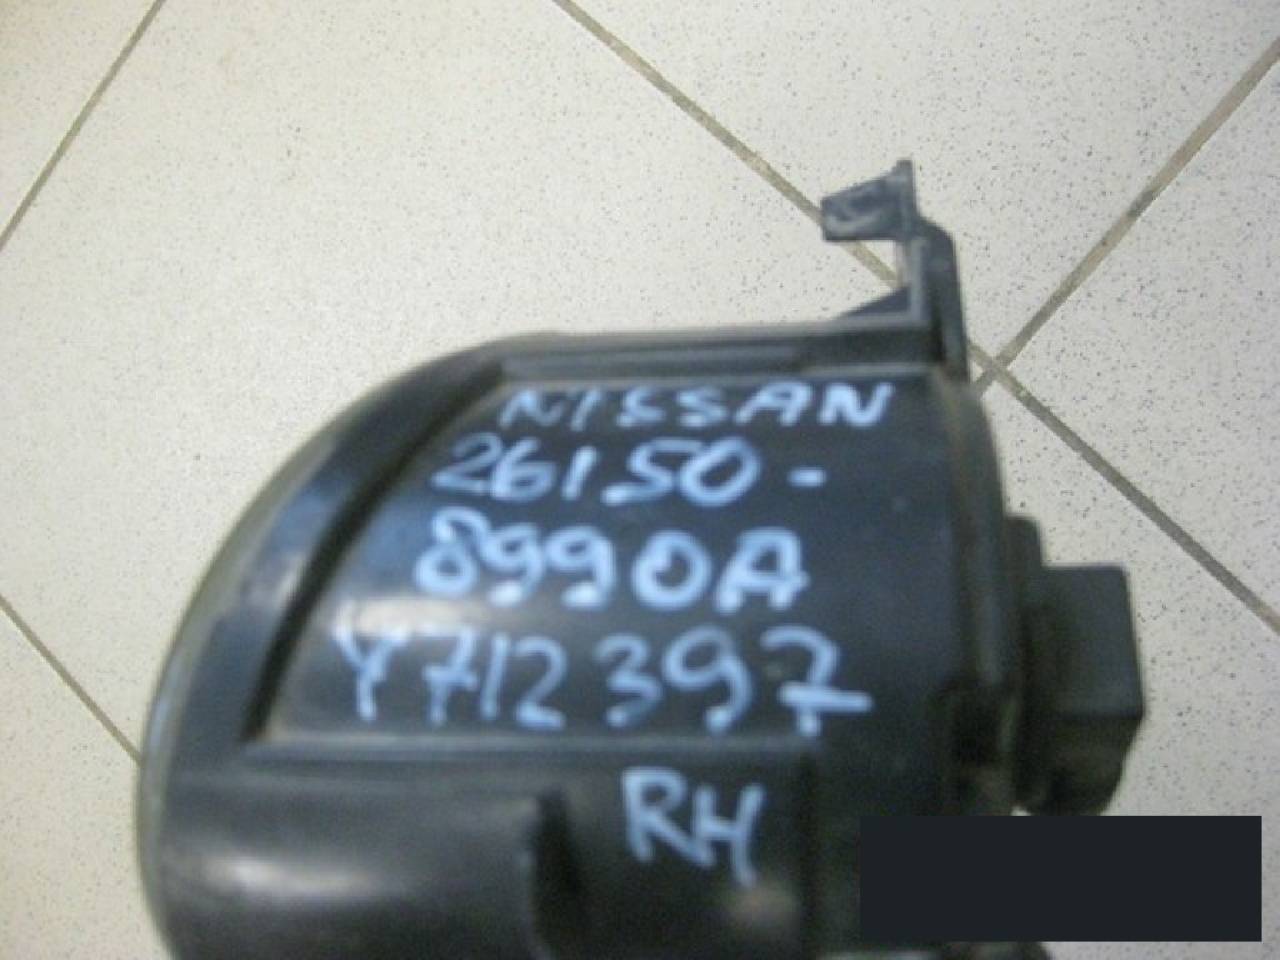 NISSAN
26150-
8990A
Y712397
RH